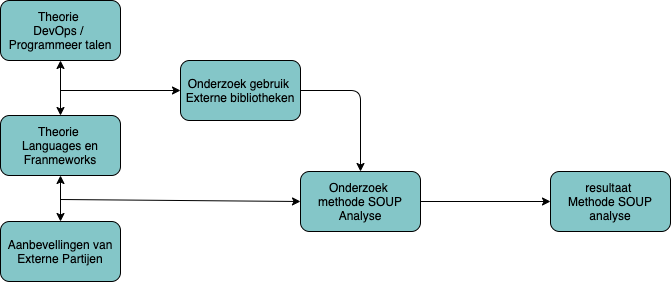 Theorie
DevOps /
Programmeer talen
Onderzoek gebruik
Externe bibliotheken
Theorie
Languages en
Franmeworks
Onderzoek
methode SOUP
Analyse
resultaat
Methode SOUP
analyse
Aanbevellingen van
Externe Partijen